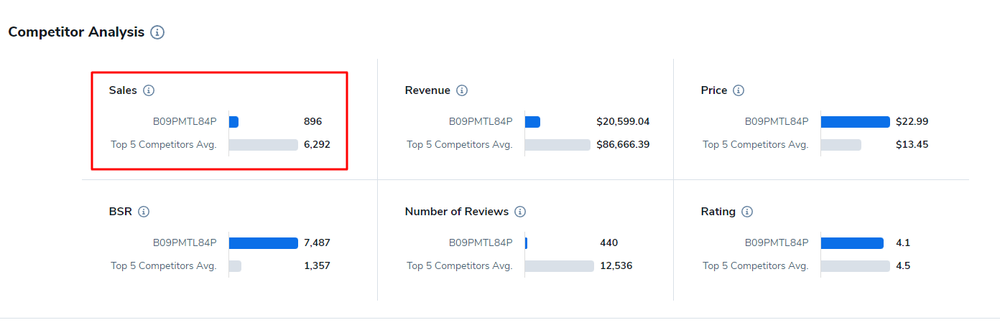 Competitor Analysis
Sales
B09PMTL84P 896
Top 5 Competitors Avg. 6,292
Revenue
B09PMTL84P $20,599.04
Top 5 Competitors Avg. $86,666.39
Price
B09PMTL84P $22.99
Top 5 Competitors Avg. $13.45
BSR
B09PMTL84P 7,487
Top 5 Competitors Avg. 1,357
Number of Reviews
B09PMTL84P 440
Top 5 Competitors Avg. 12,536
Rating
B09PMTL84P 4.1
Top 5 Competitors Avg. 4.5